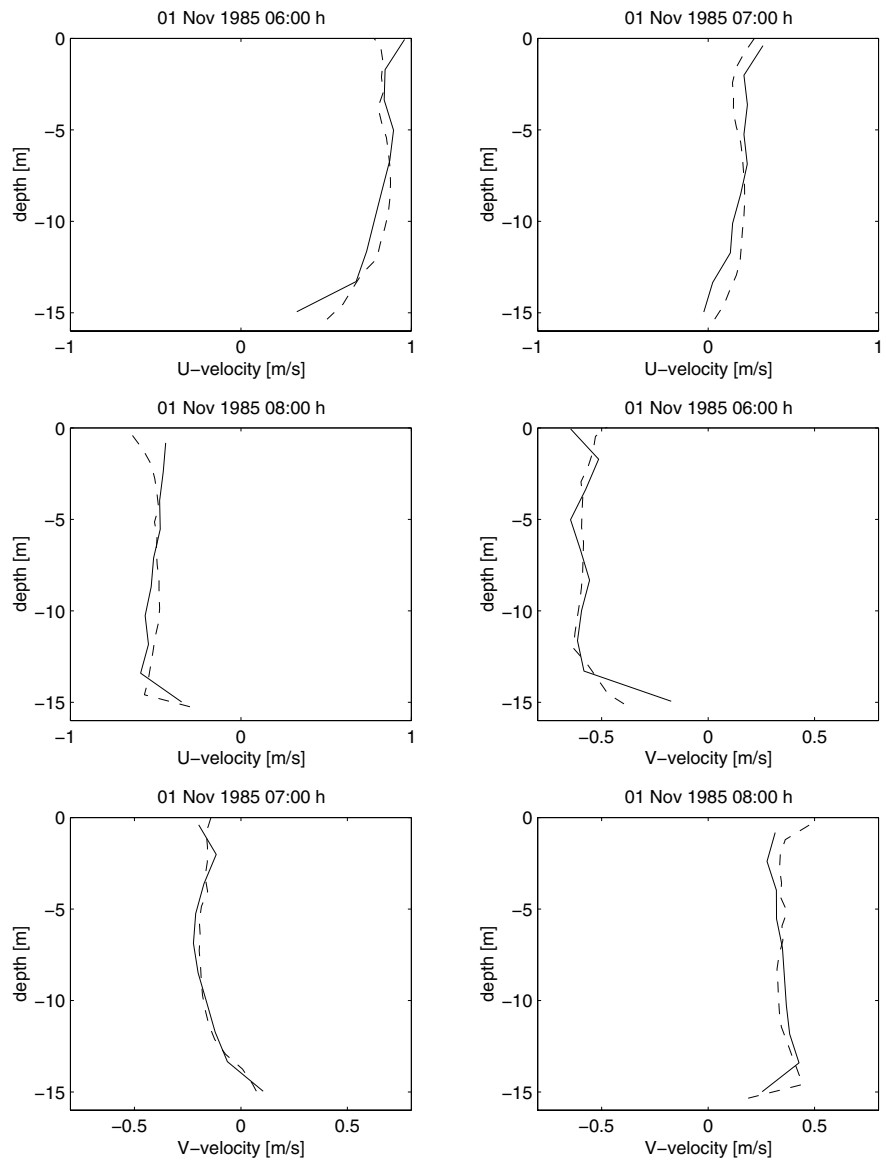 01 Nov 1985 06:00 h
0
−5
−10
−15
depth [m]
−1
0
1
U−velocity [m/s]
01 Nov 1985 07:00 h
0
−5
−10
−15
depth [m]
−1
0
1
U−velocity [m/s]
01 Nov 1985 08:00 h
0
−5
−10
−15
depth [m]
−1
0
1
U−velocity [m/s]
01 Nov 1985 06:00 h
0
−5
−10
−15
depth [m]
−0.5
0
0.5
V−velocity [m/s]
01 Nov 1985 07:00 h
0
−5
−10
−15
depth [m]
−0.5
0
0.5
V−velocity [m/s]
01 Nov 1985 08:00 h
0
−5
−10
−15
depth [m]
−0.5
0
0.5
V−velocity [m/s]